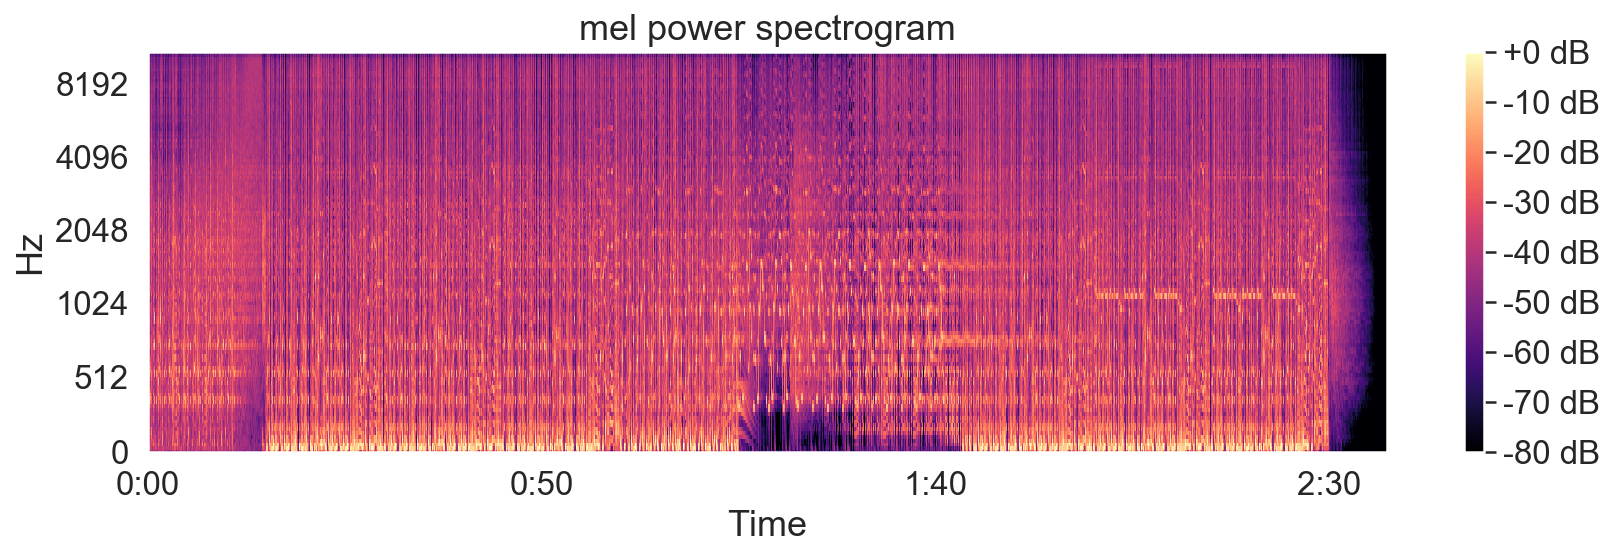 mel power spectrogram
Hz
8192
4096
2048
1024
512
0
0:00 0:50 1:40 2:30
Time
+0 dB
-10 dB
-20 dB
-30 dB
-40 dB
-50 dB
-60 dB
-70 dB
-80 dB